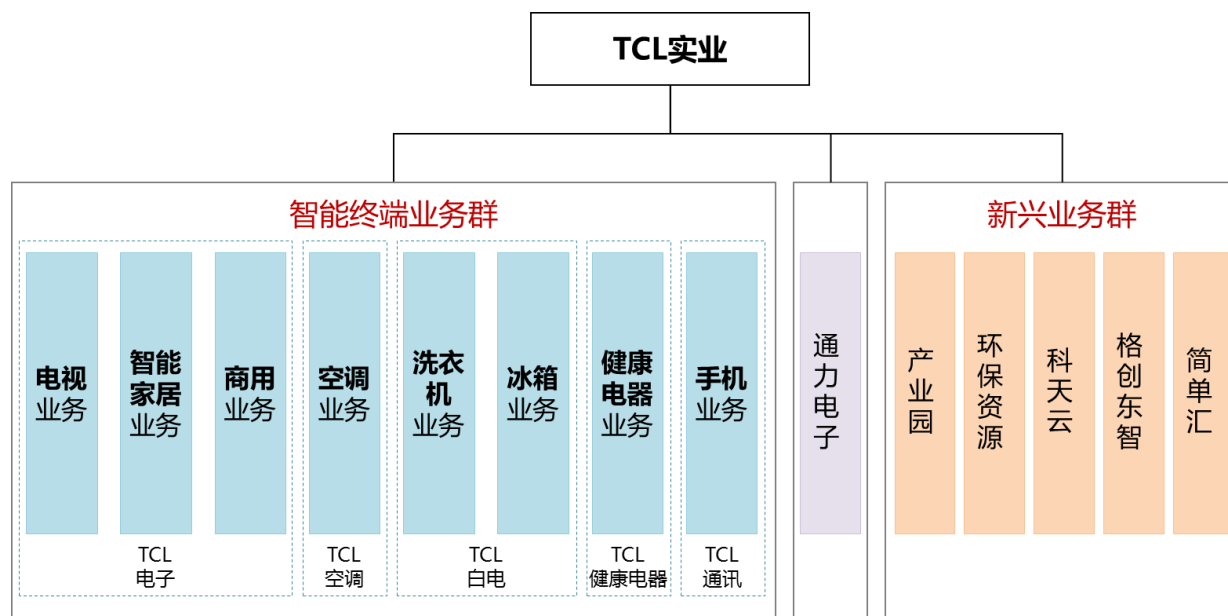 TCL实业
智能终端业务群
电视
业务
智能
家居
业务
商用
业务
空调
业务
洗衣
机
业务
冰箱
业务
健康
电器
业务
手机
业务
TCL
电子
TCL
空调
TCL
白电
TCL
健康电器
TCL
通讯
通力电子
新兴业务群
产业园
环保资源
科天云
格创东智
简单汇